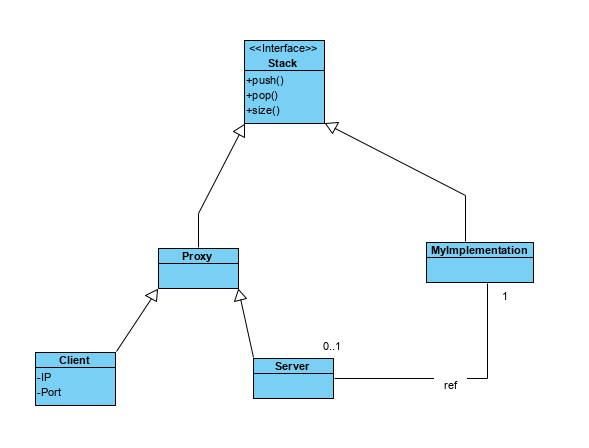 <<Interface>>
Stack
+push()
+pop()
+size()
Proxy
MyImplementation
1
0..1
Client
-IP
-Port
Server
ref